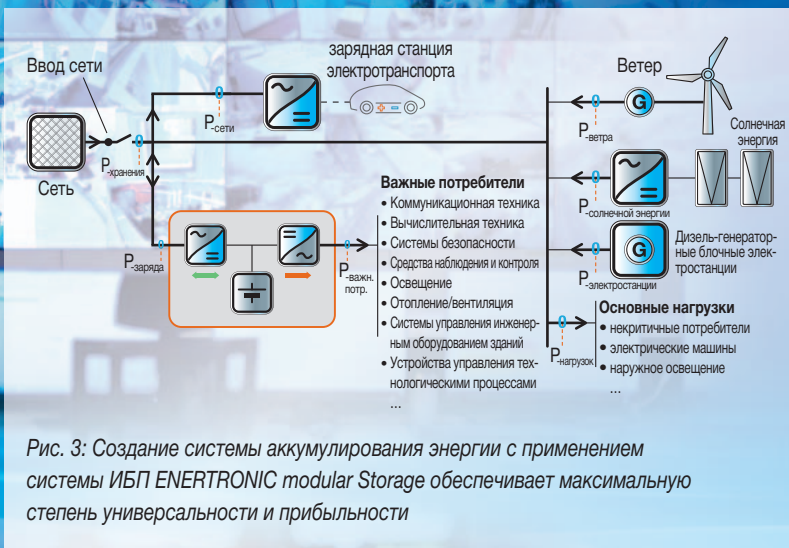 Ввод сети
Сеть
P-хранения
P-сети
зарядная станция
электротранспорта
P-заряда
P-важн.
потр.
Важные потребители
• Коммуникационная техника
• Вычислительная техника
• Системы безопасности
• Средства наблюдения и контроля
• Освещение
• Отопление/вентиляция
• Системы управления инженер-
ным оборудованием зданий
• Устройства управления тех-
нологическими процессами
...
Ветер
G
P-ветра
Солнечная
энергия
P-солнечной энергии
G
Дизель-генератор-
ные блочные элек-
тростанции
P-электростанции
P-нагрузок
Основные нагрузки
• некритичные потребители
• электрические машины
• наружное освещение
...
Рис. 3: Создание системы аккумулирования энергии с применением
системы ИБП ENERTRONIC modular Storage обеспечивает максимальную
степень универсальности и прибыльности